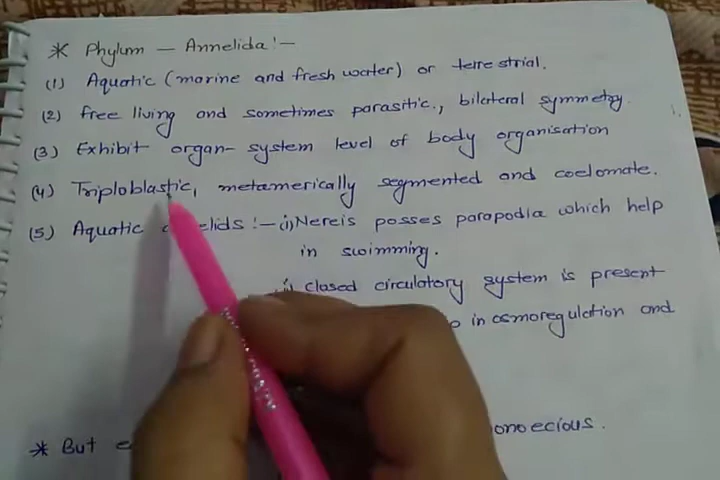 * Phylum - Annelida :-
(1) Aquatic (marine and fresh water) or terrestrial.
(2) free living and sometimes parasitic., bilateral symmetry.
(3) Exhibit organ- system level of body organisation
(4) Triploblastic, metamerically segmented and coelomate.
(5) Aquatic :- (i) Nereis posses parapodia which help
in swimming.
closed circulatory system is present
in osmoregulation and
* But